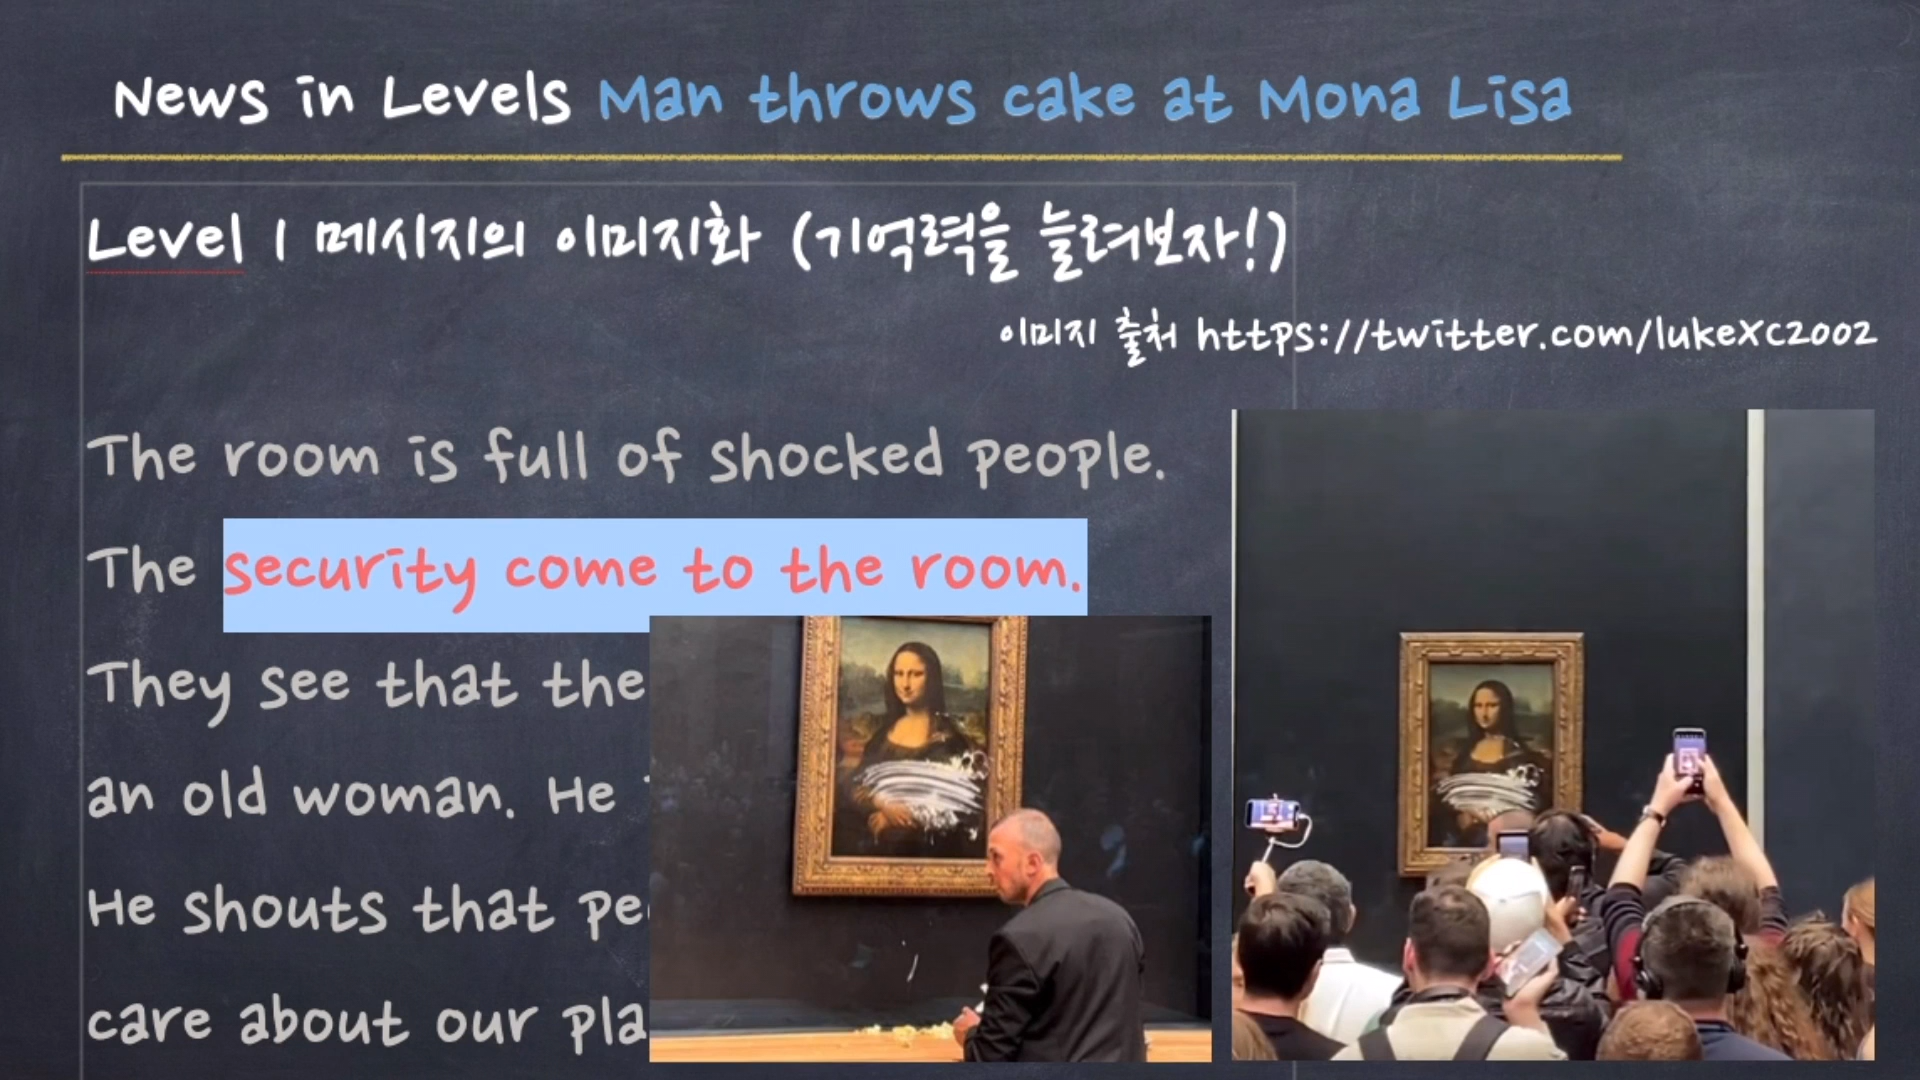 News in Levels Man throws cake at Mona Lisa
Level 1 메시지의 이미지화 (기억력을 늘려보자!)
이미지 출처 https://twitter.com/lukeXC2002
The room is full of shocked people.
The security come to the room.
They see that the
an old woman. He
He shouts that pe
care about our pla